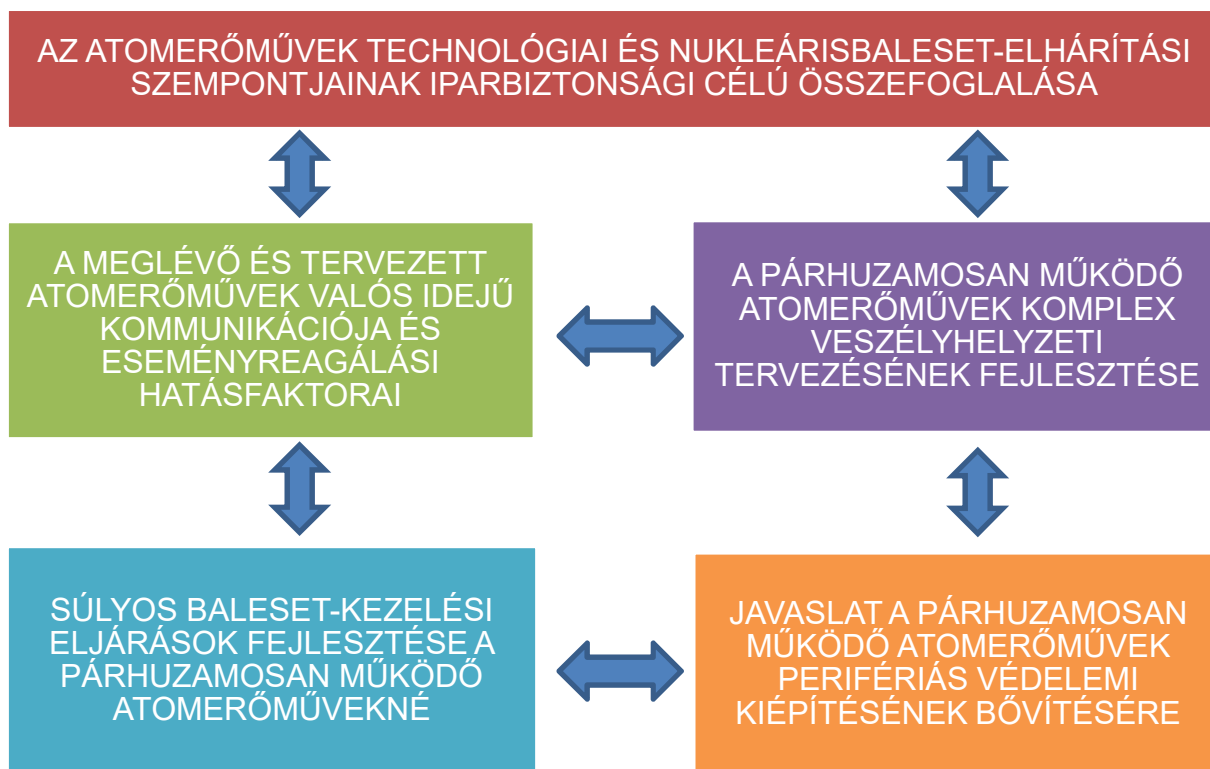 AZ ATOMERŐMŰVEK TECHNOLÓGIAI ÉS NUKLEÁRISBALESET-ELHÁRÍTÁSI
SZEMPONTJAINAK IPARBIZTONSÁGI CÉLÚ ÖSSZEFOGLALÁSA
A MEGLÉVŐ ÉS TERVEZETT
ATOMERŐMŰVEK VALÓS IDEJŰ
KOMMUNIKÁCIÓJA ÉS
ESEMÉNYREAGÁLÁSI
HATÁSFAKTORAI
A PÁRHUZAMOSAN MŰKÖDŐ
ATOMERŐMŰVEK KOMPLEX
VESZÉLYHELYZETI
TERVEZÉSÉNEK FEJLESZTÉSE
SÚLYOS BALESET-KEZELÉSI
ELJÁRÁSOK FEJLESZTÉSE A
PÁRHUZAMOSAN MŰKÖDŐ
ATOMERŐMŰVEKNÉ
JAVASLAT A PÁRHUZAMOSAN
MŰKÖDŐ ATOMERŐMŰVEK
PERIFÉRIÁS VÉDELEMI
KIÉPÍTÉSÉNEK BŐVÍTÉSÉRE